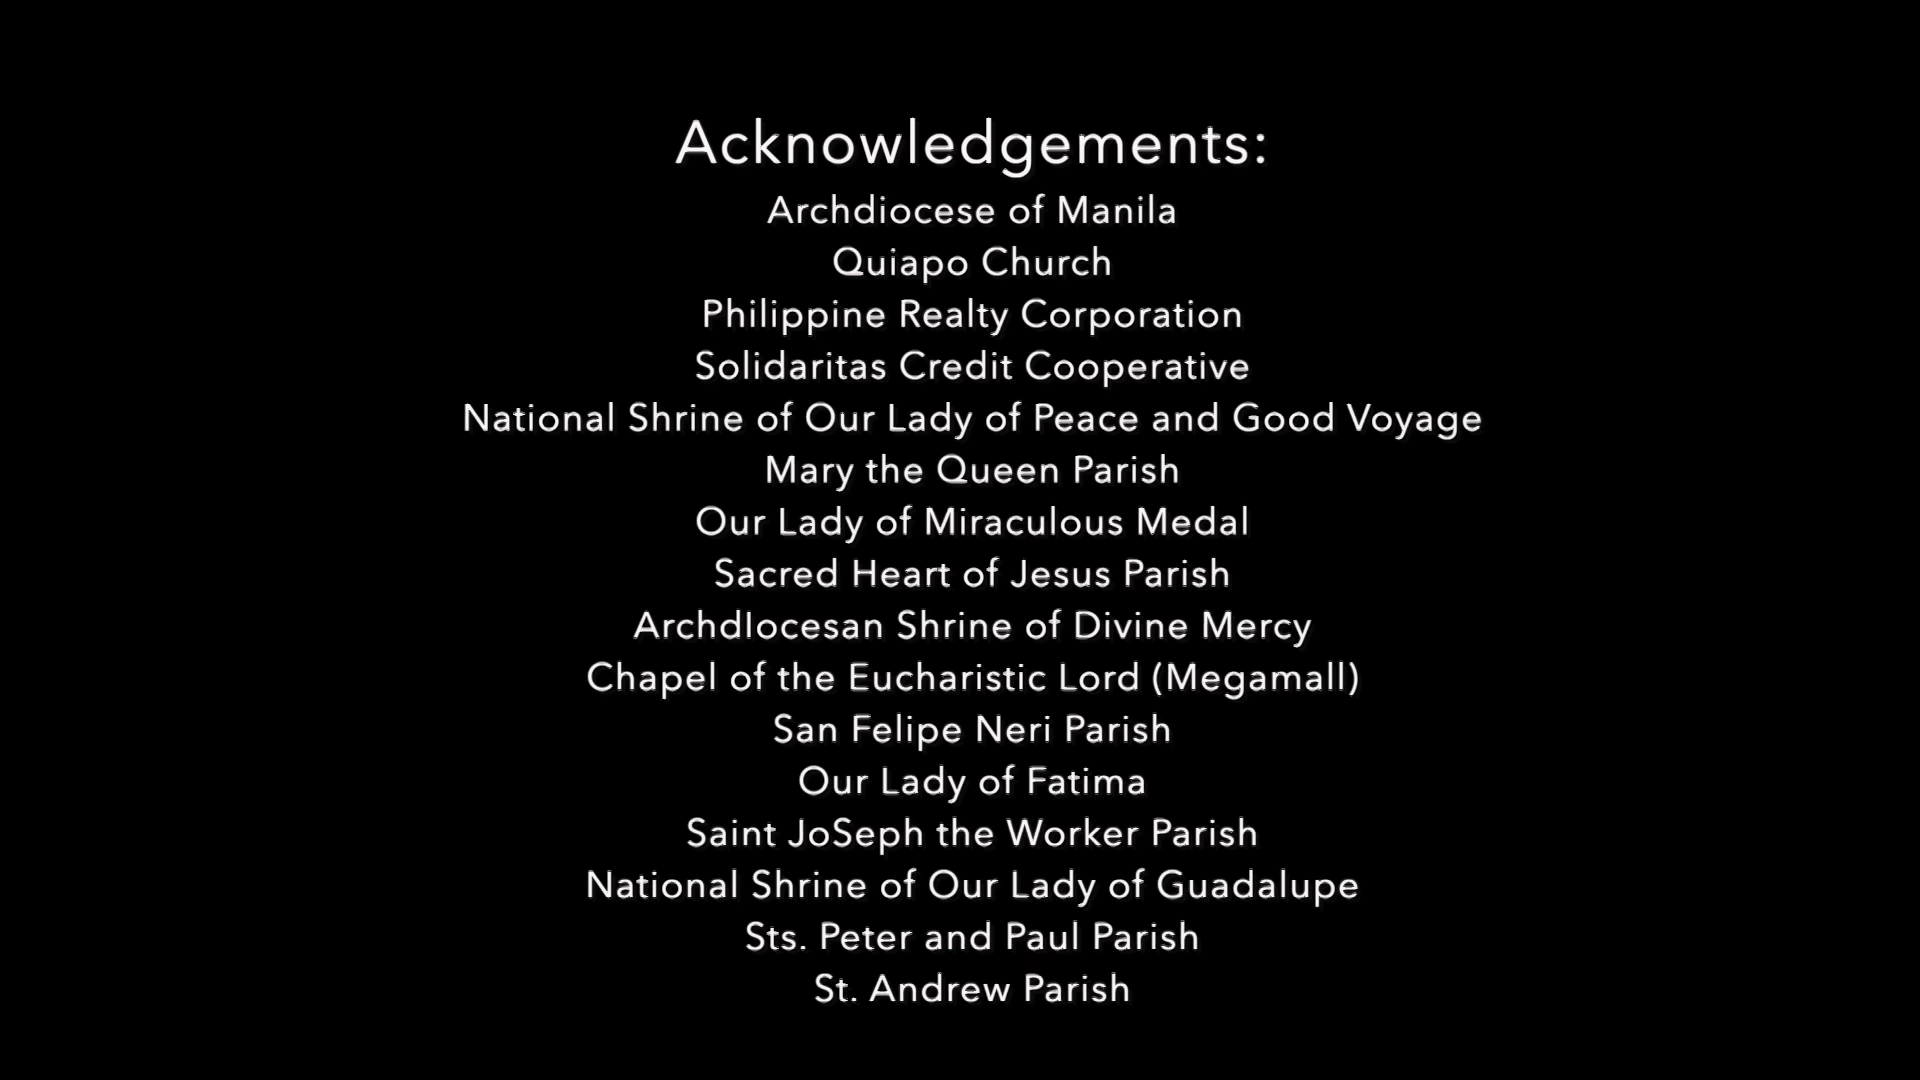 Acknowledgements:
Archdiocese of Manila
Quiapo Church
Philippine Realty Corporation
Solidaritas Credit Cooperative
National Shrine of Our Lady of Peace and Good Voyage
Mary the Queen Parish
Our Lady of Miraculous Medal
Sacred Heart of Jesus Parish
ArchdIocesan Shrine of Divine Mercy
Chapel of the Eucharistic Lord (Megamall)
San Felipe Neri Parish
Our Lady of Fatima
Saint JoSeph the Worker Parish
National Shrine of Our Lady of Guadalupe
Sts. Peter and Paul Parish
St. Andrew Parish